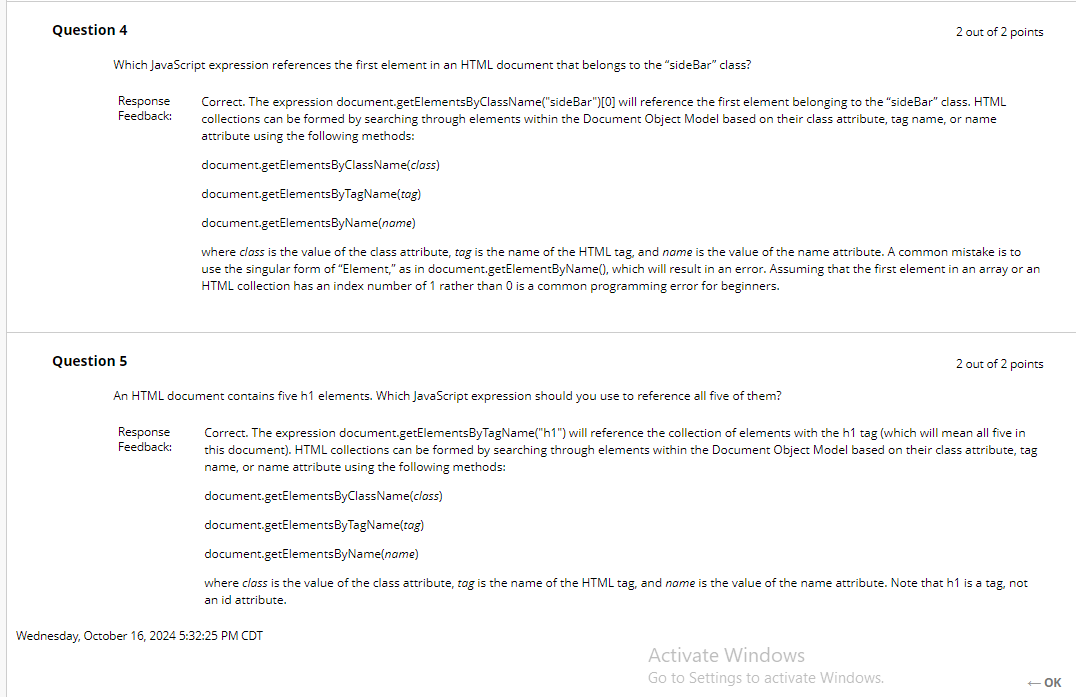 Question 4
2 out of 2 points
Which JavaScript expression references the first element in an HTML document that belongs to the “sideBar” class?
Response
Feedback:
Correct. The expression document.getElementsByClassName("sideBar")[0] will reference the first element belonging to the “sideBar” class. HTML
collections can be formed by searching through elements within the Document Object Model based on their class attribute, tag name, or name
attribute using the following methods:
document.getElementsByClassName(class)
document.getElementsByTagName(tag)
document.getElementsByName(name)
where class is the value of the class attribute, tag is the name of the HTML tag, and name is the value of the name attribute. A common mistake is to
use the singular form of “Element,” as in document.getElementByName(), which will result in an error. Assuming that the first element in an array or an
HTML collection has an index number of 1 rather than 0 is a common programming error for beginners.
Question 5
2 out of 2 points
An HTML document contains five h1 elements. Which JavaScript expression should you use to reference all five of them?
Response
Feedback:
Correct. The expression document.getElementsByTagName("h1") will reference the collection of elements with the h1 tag (which will mean all five in
this document). HTML collections can be formed by searching through elements within the Document Object Model based on their class attribute, tag
name, or name attribute using the following methods:
document.getElementsByClassName(class)
document.getElementsByTagName(tag)
document.getElementsByName(name)
where class is the value of the class attribute, tag is the name of the HTML tag, and name is the value of the name attribute. Note that h1 is a tag, not
an id attribute.
Wednesday, October 16, 2024 5:32:25 PM CDT
Activate Windows
Go to Settings to activate Windows.
← OK